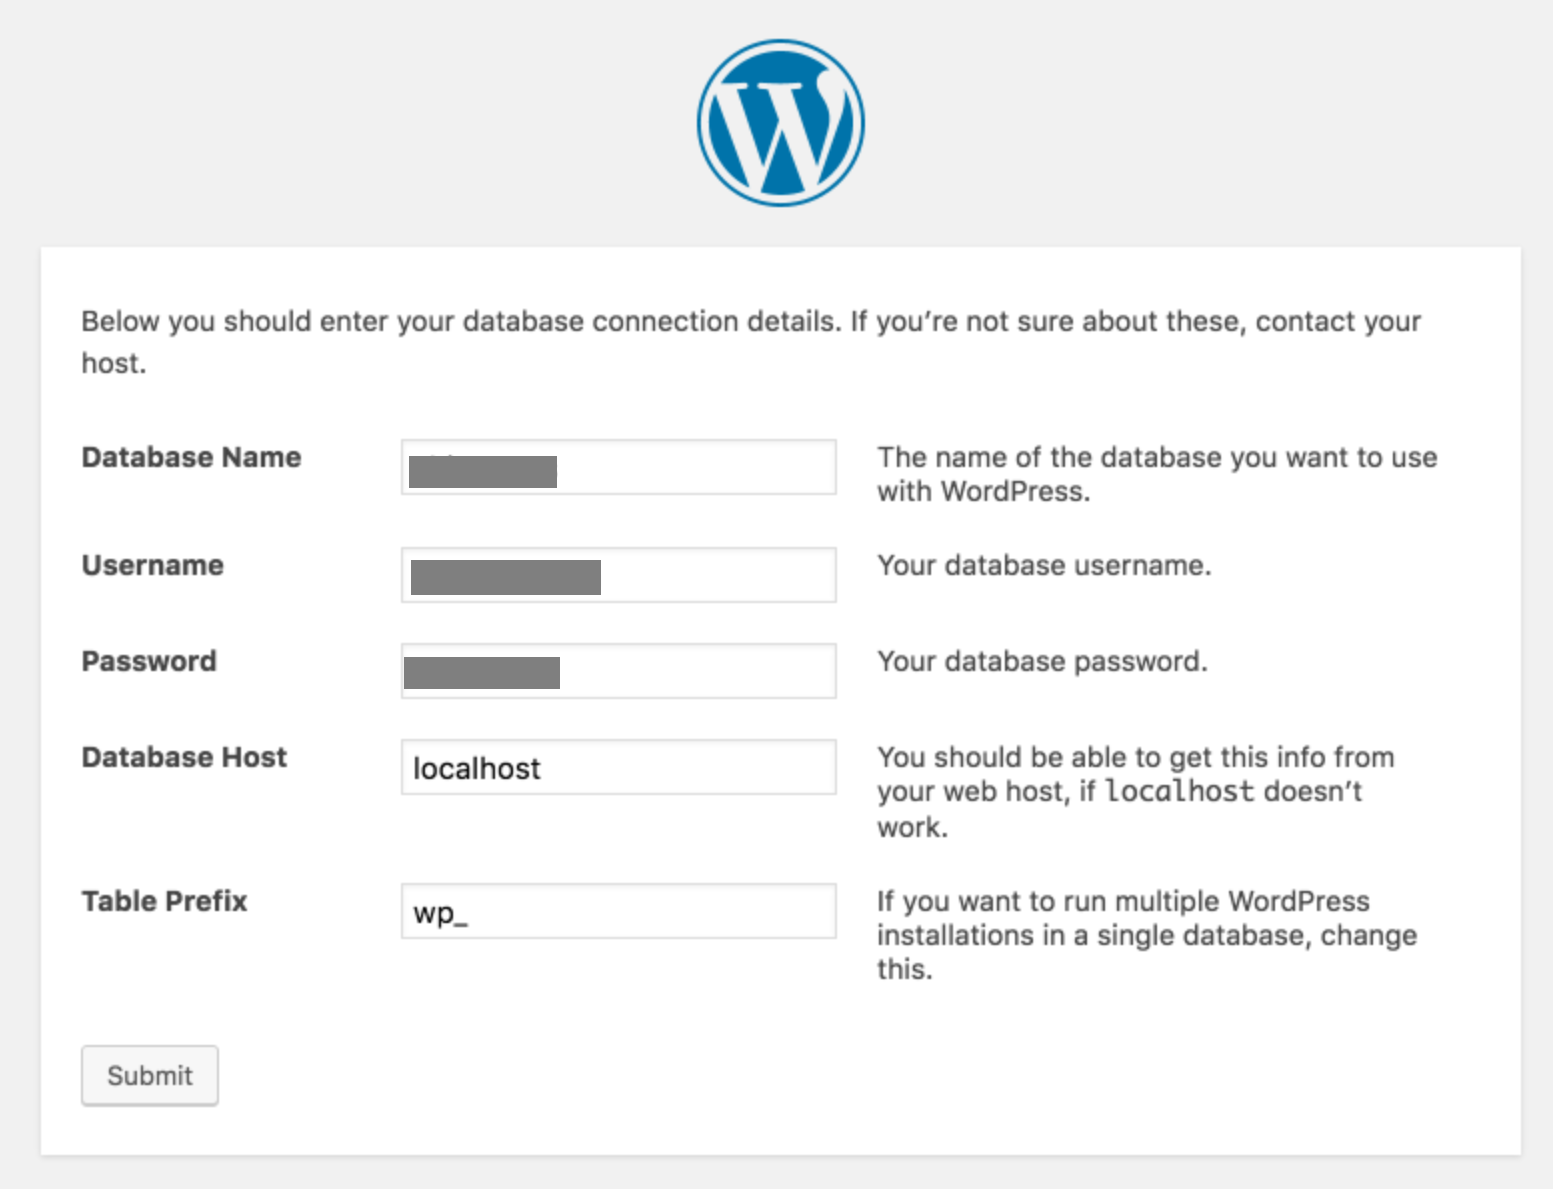 Below you should enter your database connection details. If you’re not sure about these, contact your
host.
Database Name
The name of the database you want to use
with WordPress.
Username
Your database username.
Password
Your database password.
Database Host
localhost
You should be able to get this info from
your web host, if localhost doesn’t
work.
Table Prefix
wp_
If you want to run multiple WordPress
installations in a single database, change
this.
Submit